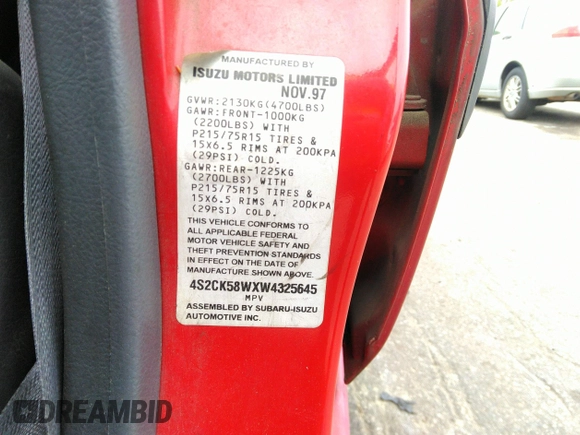 MANUFACTURED BY
ISUZU MOTORS LIMITED
NOV.97
GVWR:2130KG(4700LBS)
GAWR:FRONT-1000KG
(2200LBS) WITH
P215/75R15 TIRES &
15X6.5 RIMS AT 200KPA
(29PSI) COLD.
GAWR:REAR-1225KG
(2700LBS) WITH
P215/75R15 TIRES &
15X6.5 RIMS AT 200KPA
(29PSI) COLD.
THIS VEHICLE CONFORMS TO
ALL APPLICABLE FEDERAL
MOTOR VEHICLE SAFETY AND
THEFT PREVENTION STANDARDS
IN EFFECT ON THE DATE OF
MANUFACTURE SHOWN ABOVE.
4S2CK58WXW4325645
MPV
ASSEMBLED BY SUBARU-ISUZU
AUTOMOTIVE INC.
DREAMBID